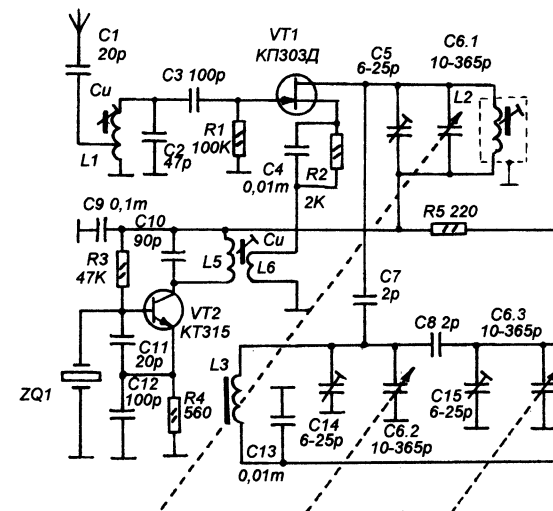 C1
20p
VT1
КП303Д
C5
6-25p
C6.1
10-365p
C3 100p
Cu
L2
R1
100K
C2
47p
L1
C4
0,01m
R2
2K
C9 0,1m
C10
90p
Cu
R5 220
R3
47K
L5
L6
C7
2p
VT2
KT315
C8 2p
C6.3
10-365p
C11
20p
L3
ZQ1
C12
100p
R4
560
C14
6-25p
C6.2
10-365p
C15
6-25p
C13
0,01m